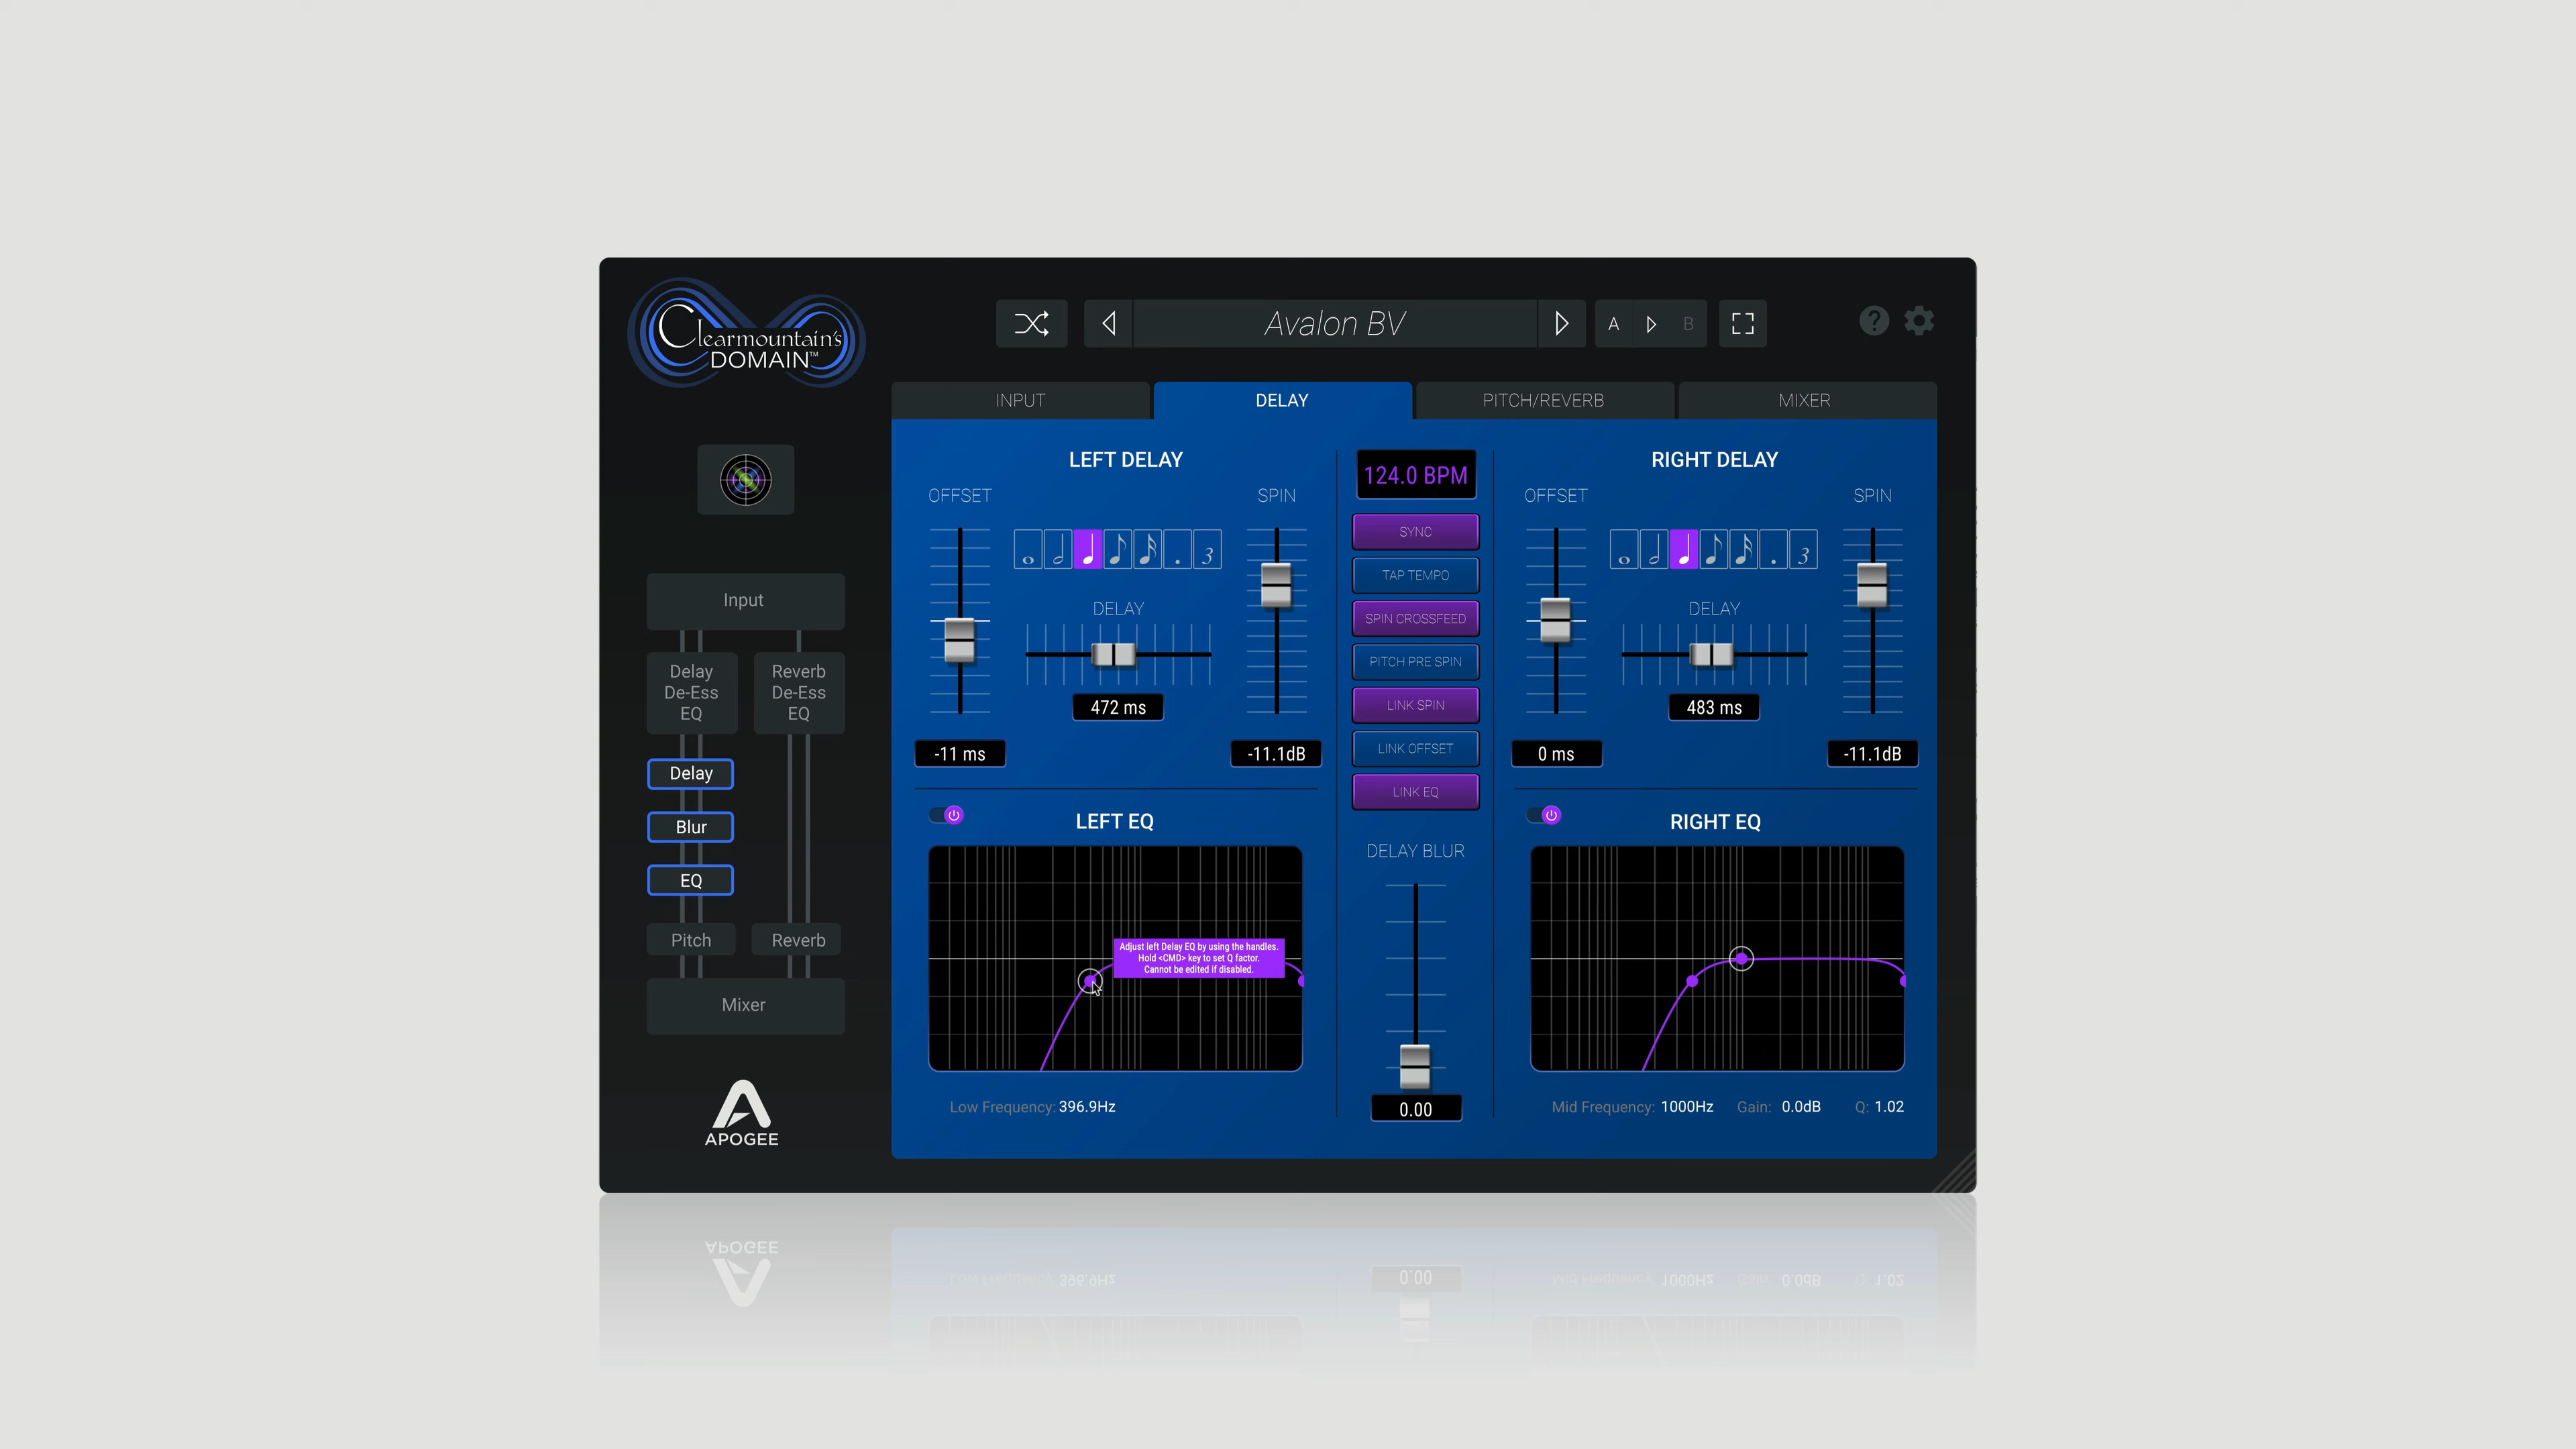 Clearmountain's
DOMAIN™
Avalon BV
A
B
?
INPUT
DELAY
PITCH/REVERB
MIXER
LEFT DELAY
OFFSET
SPIN
3
DELAY
472 ms
-11 ms
-11.1dB
124.0 BPM
SYNC
TAP TEMPO
SPIN CROSSFEED
PITCH PRE SPIN
LINK SPIN
LINK OFFSET
LINK EQ
RIGHT DELAY
OFFSET
SPIN
3
DELAY
483 ms
0 ms
-11.1dB
Input
Delay
De-Ess
EQ
Reverb
De-Ess
EQ
Delay
Blur
EQ
Pitch
Reverb
Mixer
APOGEE
LEFT EQ
Adjust left Delay EQ by using the handles.
Hold <CMD> key to set Q factor.
Cannot be edited if disabled.
Low Frequency: 396.9Hz
DELAY BLUR
0.00
RIGHT EQ
Mid Frequency: 1000Hz Gain: 0.0dB Q: 1.02